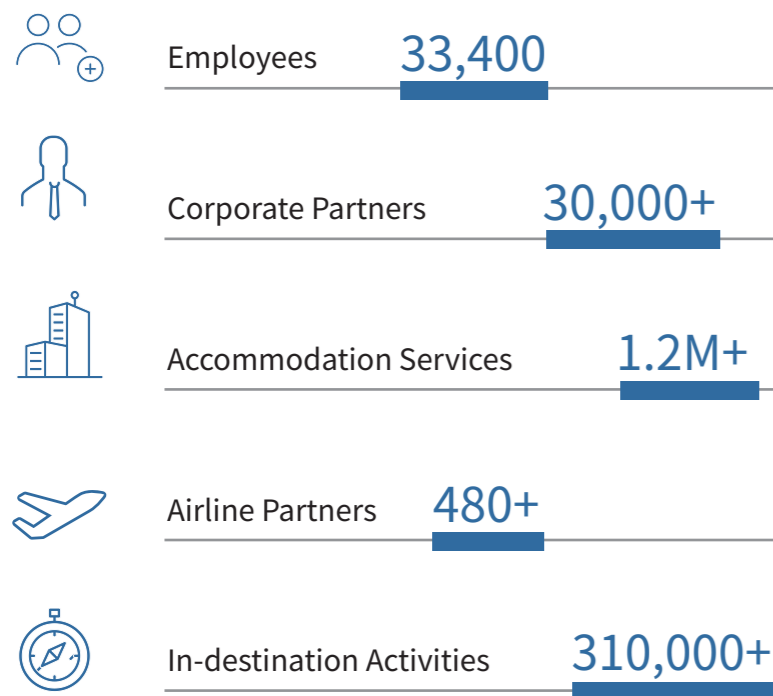 Employees 33,400
Corporate Partners 30,000+
Accommodation Services 1.2M+
Airline Partners 480+
In-destination Activities 310,000+